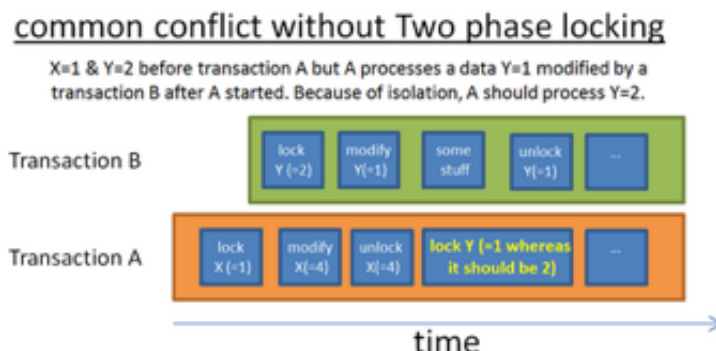 common conflict without Two phase locking
X=1 & Y=2 before transaction A but A processes a data Y=1 modified by a
transaction B after A started. Because of isolation, A should process Y=2.
Transaction B
lock
Y (=2)
modify
Y(=1)
some
stuff
unlock
Y(=1)
...
Transaction A
lock
X (=1)
modify
X(=4)
unlock
X(=4)
lock Y (=1 whereas
it should be 2)
...
time